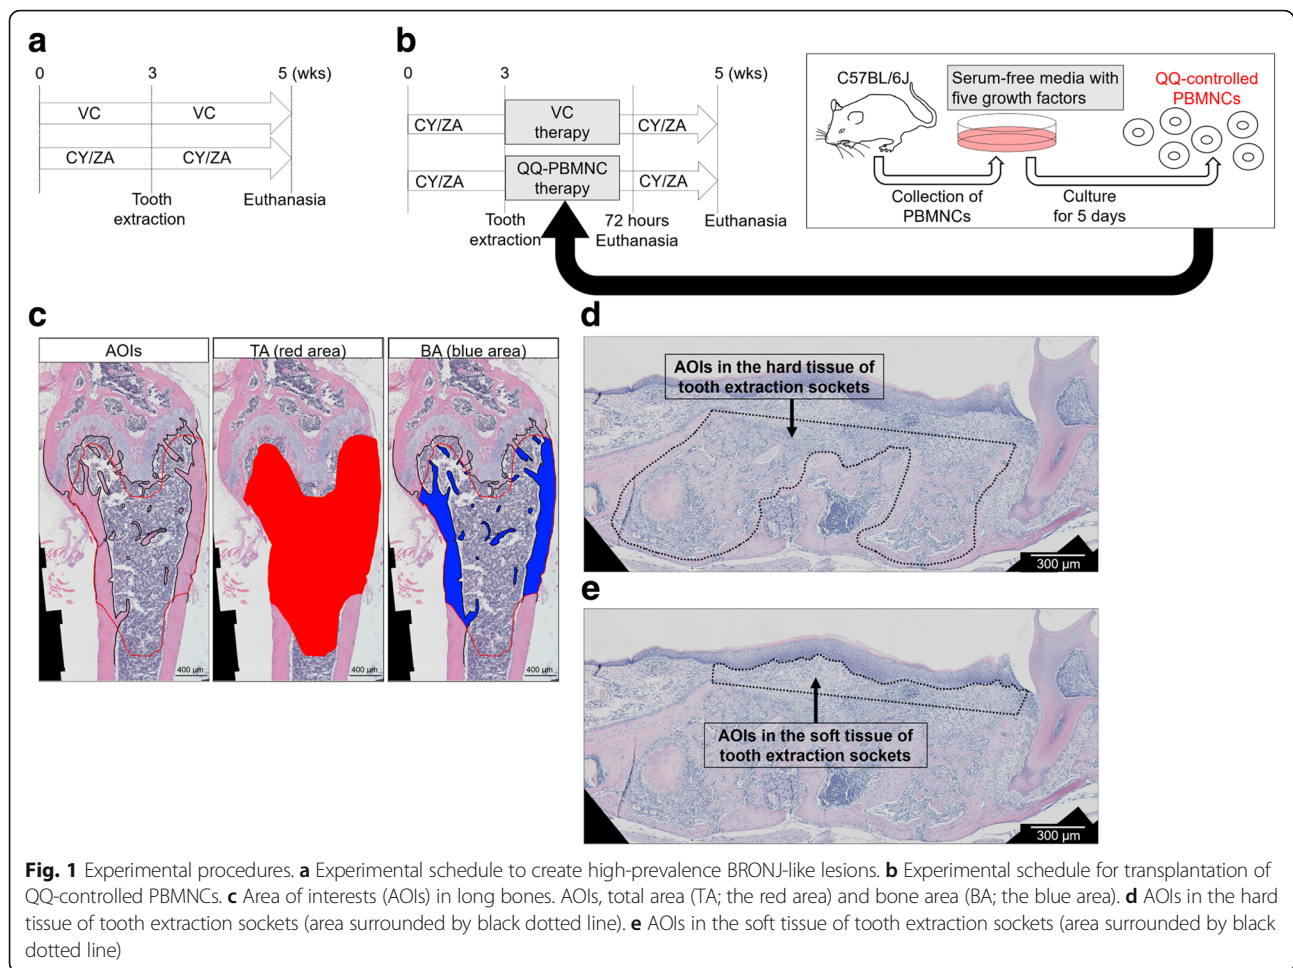 a
0 3 5 (wks)
VC VC
CY/ZA CY/ZA
Tooth
extraction
Euthanasia
b
0 3 5 (wks)
CY/ZA
VC
therapy
CY/ZA
CY/ZA
QQ-PBMNC
therapy
CY/ZA
Tooth
extraction
72 hours
Euthanasia
Euthanasia
C57BL/6J
Serum-free media with
five growth factors
QQ-controlled
PBMNCs
Collection of
PBMNCs
Culture
for 5 days
c
AOIs
TA (red area)
BA (blue area)
400 µm
400 µm
400 µm
d
AOIs in the hard tissue of
tooth extraction sockets
300 µm
e
AOIs in the soft tissue of
tooth extraction sockets
300 µm
Fig. 1 Experimental procedures. a Experimental schedule to create high-prevalence BRONJ-like lesions. b Experimental schedule for transplantation of
QQ-controlled PBMNCs. c Area of interests (AOIs) in long bones. AOIs, total area (TA; the red area) and bone area (BA; the blue area). d AOIs in the hard
tissue of tooth extraction sockets (area surrounded by black dotted line). e AOIs in the soft tissue of tooth extraction sockets (area surrounded by black
dotted line)